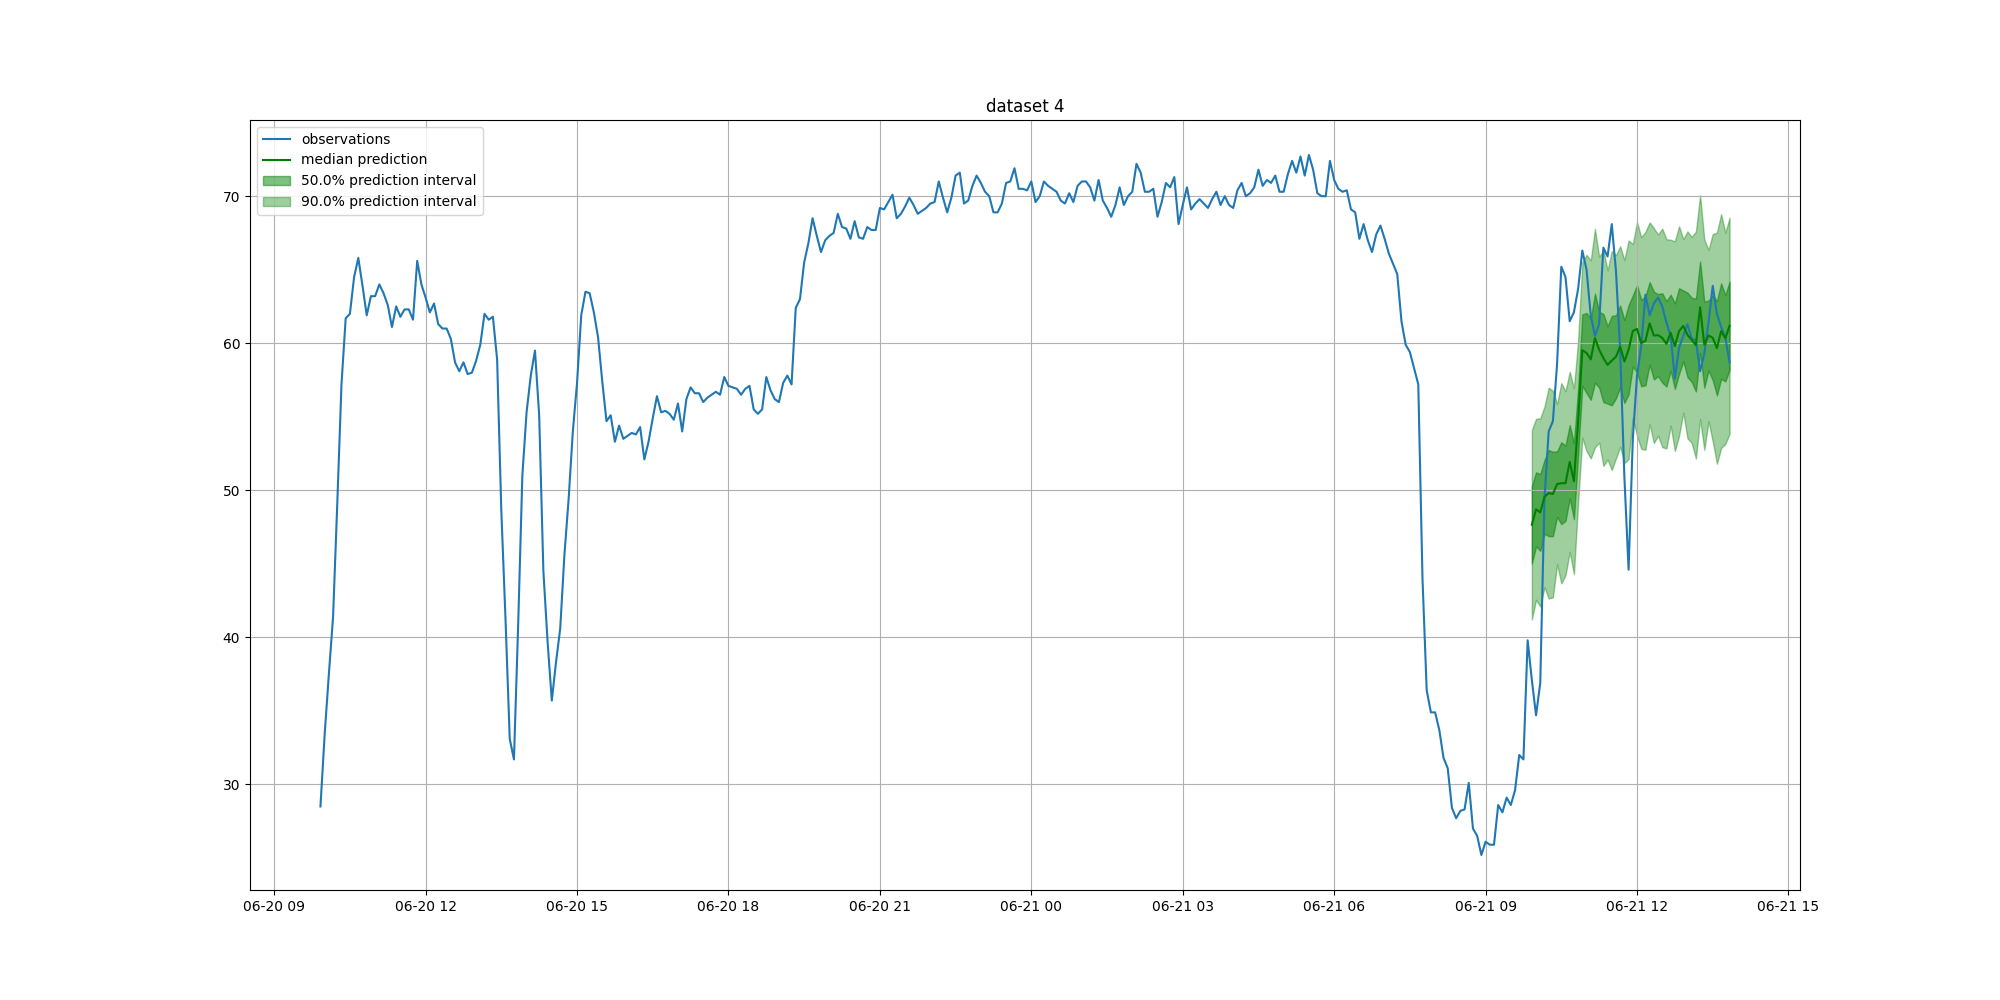 dataset 4
observations
median prediction
50.0% prediction interval
90.0% prediction interval
70
60
50
40
30
06-20 09 06-20 12 06-20 15 06-20 18 06-20 21 06-21 00 06-21 03 06-21 06 06-21 09 06-21 12 06-21 15